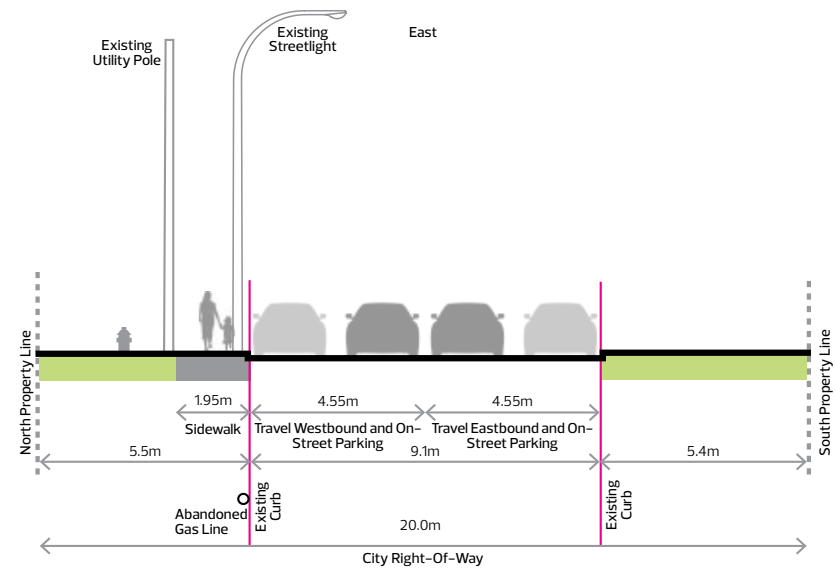 Existing
Utility Pole
Existing
Streetlight
East
North Property Line
South Property Line
1.95m
4.55m
4.55m
Sidewalk
Travel Westbound and On-
Street Parking
Travel Eastbound and On-
Street Parking
5.5m
9.1m
5.4m
Abandoned
Gas Line
Existing
Curb
Existing
Curb
20.0m
City Right-Of-Way